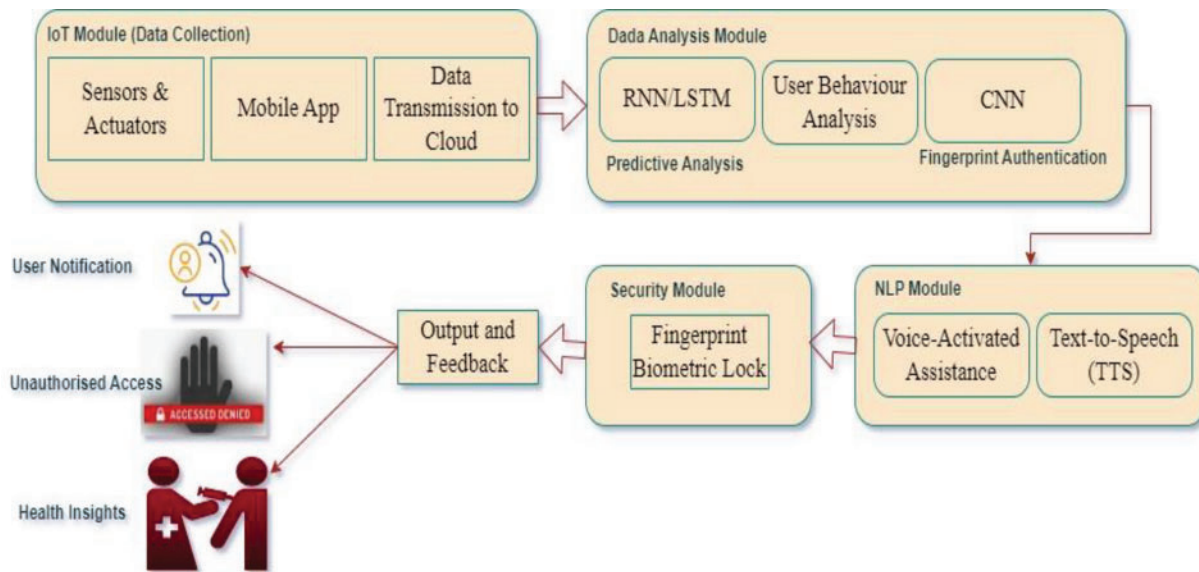 IoT Module (Data Collection)
Sensors &
Actuators
Mobile App
Data
Transmission to
Cloud
Dada Analysis Module
RNN/LSTM
User Behaviour
Analysis
CNN
Predictive Analysis
Fingerprint Authentication
NLP Module
Voice-Activated
Assistance
Text-to-Speech
(TTS)
Security Module
Fingerprint
Biometric Lock
Output and
Feedback
User Notification
Unauthorised Access
ACCESSED DENIED
Health Insights